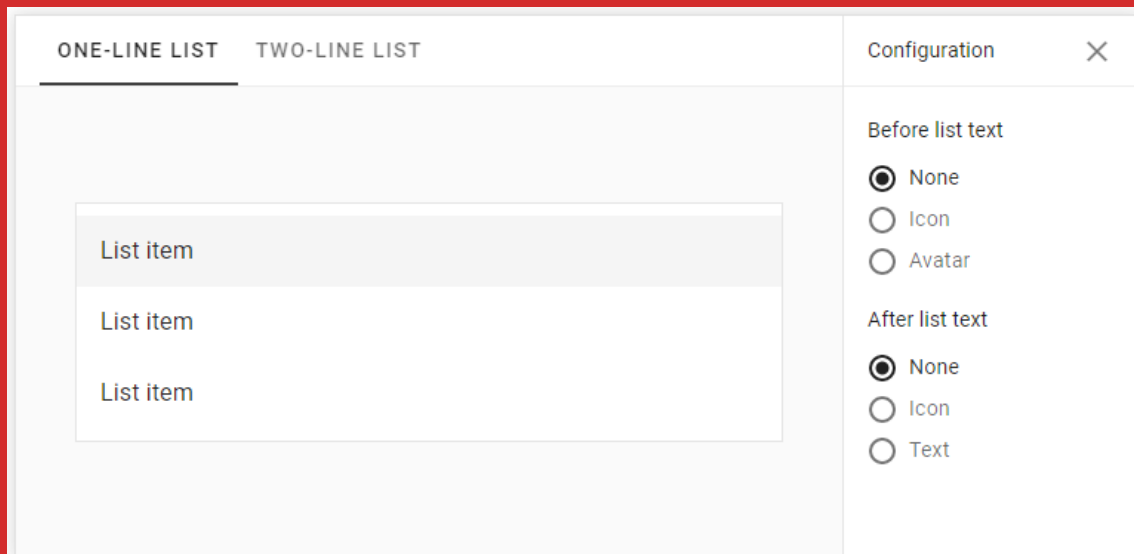 ONE-LINE LIST
TWO-LINE LIST
List item
List item
List item
Configuration
Before list text
None
Icon
Avatar
After list text
None
Icon
Text